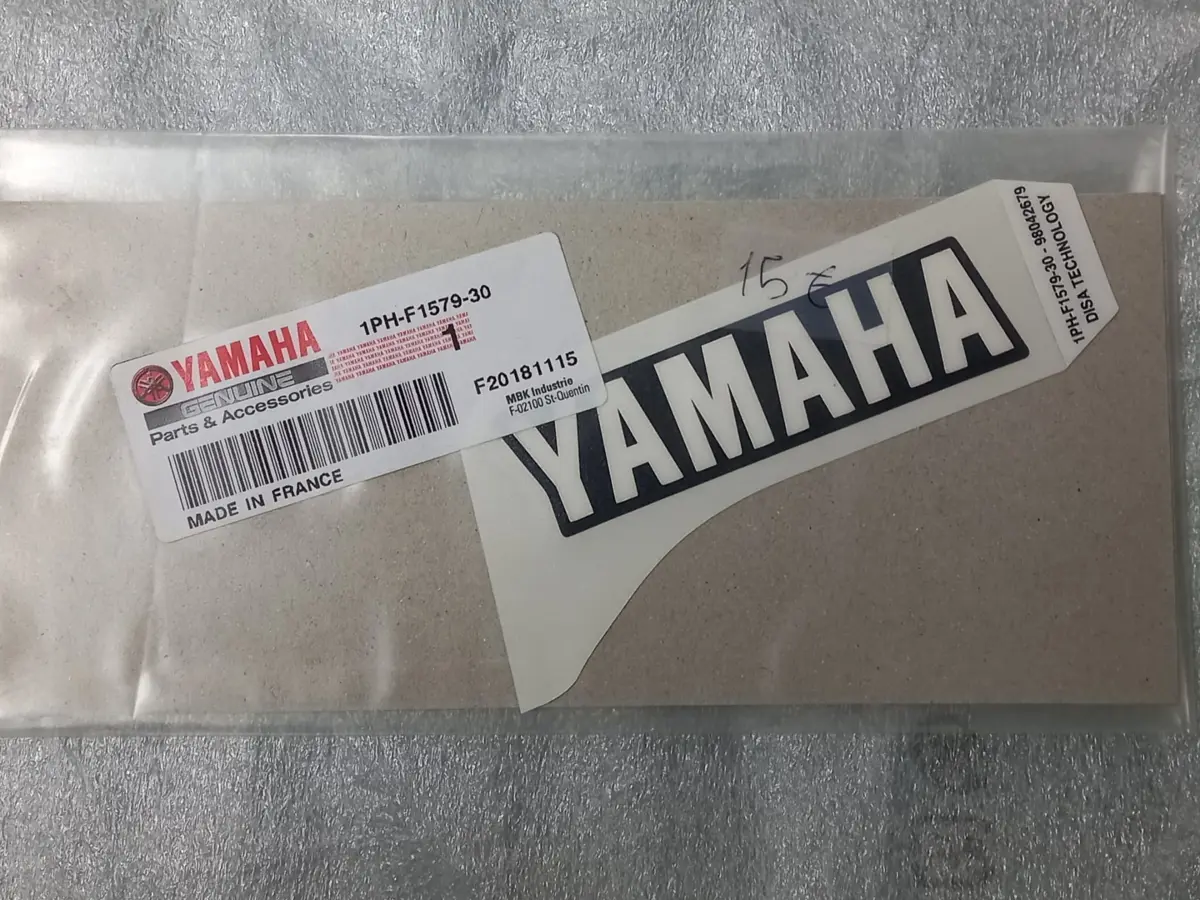 YAMAHA
GENUINE
Parts & Accessories
MADE IN FRANCE
1PH-F1579-30
1
F20181115
MBK Industrie
F-02100 St-Quentin
15 €
YAMAHA
1PH-F1579-30 - 98042679
DISA TECHNOLOGY